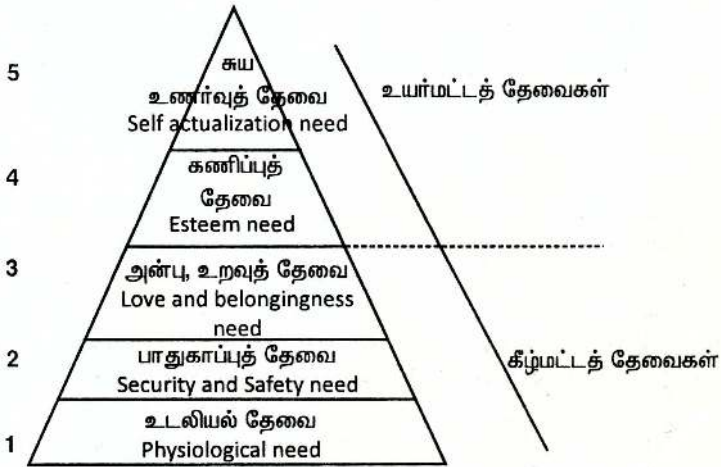 5
சுய
உணர்வுத் தேவை
Self actualization need
உயர்மட்டத் தேவைகள்
4
கணிப்புத்
தேவை
Esteem need
3
அன்பு, உறவுத் தேவை
Love and belongingness
need
2
பாதுகாப்புத் தேவை
Security and Safety need
கீழ்மட்டத் தேவைகள்
1
உடலியல் தேவை
Physiological need